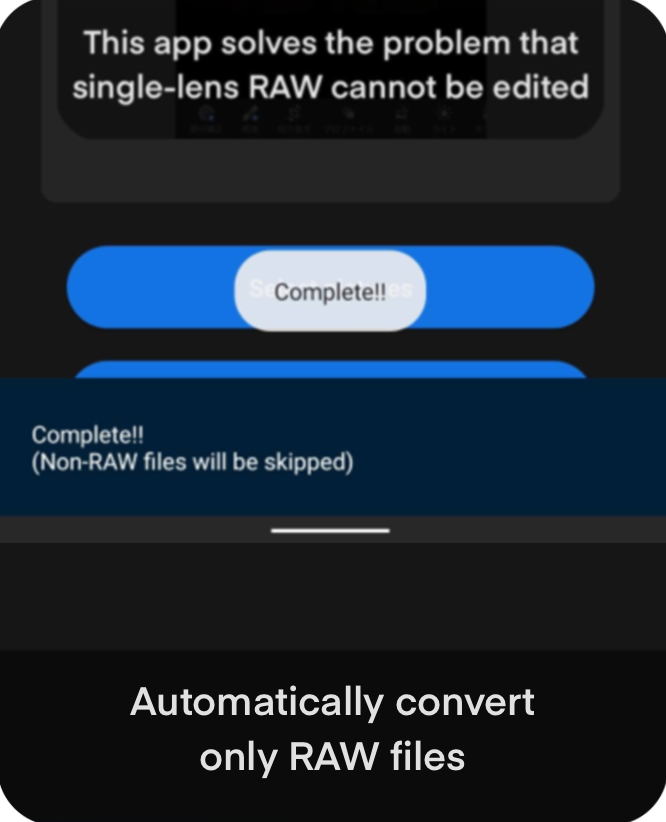 This app solves the problem that
single-lens RAW cannot be edited
Complete!!
Complete!!
(Non-RAW files will be skipped)
Automatically convert
only RAW files